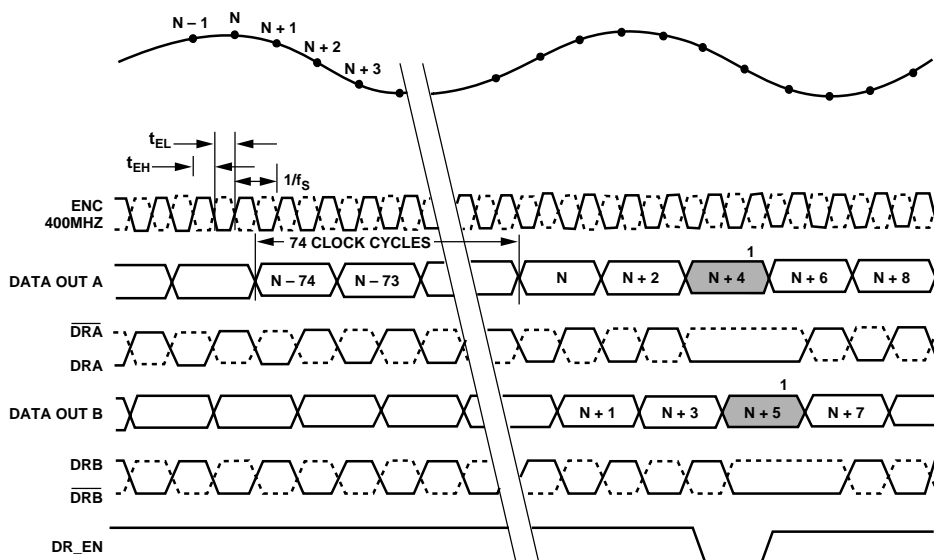 N – 1
N
N + 1
N + 2
N + 3
tEL
tEH
1/fS
ENC
400MHZ
74 CLOCK CYCLES
1
DATA OUT A
N – 74
N – 73
N
N + 2
N + 4
N + 6
N + 8
DRA
DRA
1
DATA OUT B
N + 1
N + 3
N + 5
N + 7
DRB
DRB
DR_EN